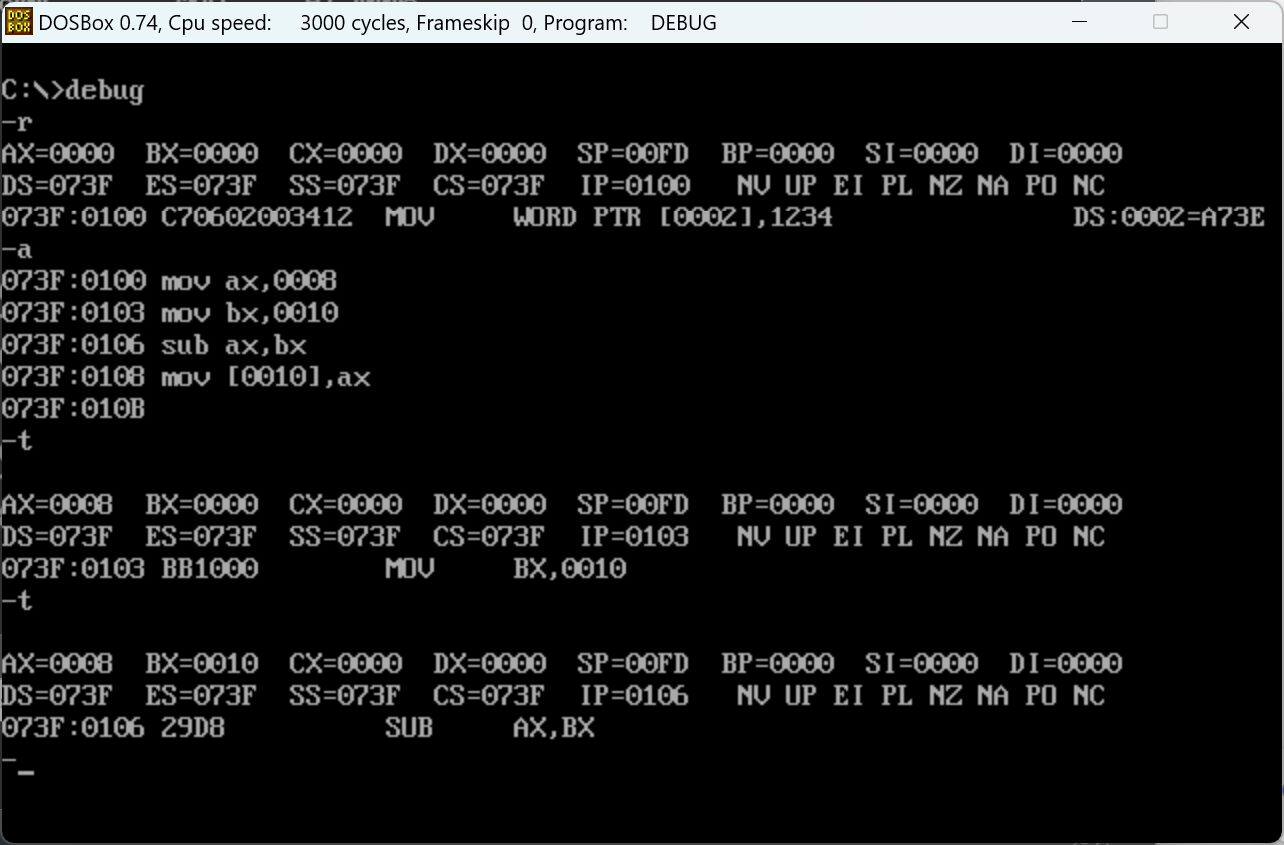 DOS BOX DOSBox 0.74, Cpu speed: 3000 cycles, Frameskip 0, Program: DEBUG
C:\>debug
-r
AX=0000 BX=0000 CX=0000 DX=0000 SP=00FD BP=0000 SI=0000 DI=0000
DS=073F ES=073F SS=073F CS=073F IP=0100 NV UP EI PL NZ NA PO NC
073F:0100 C70602003412 MOV WORD PTR [0002],1234 DS:0002=A73E
-a
073F:0100 mov ax,0008
073F:0103 mov bx,0010
073F:0106 sub ax,bx
073F:0108 mov [0010],ax
073F:010B
-t
AX=0008 BX=0000 CX=0000 DX=0000 SP=00FD BP=0000 SI=0000 DI=0000
DS=073F ES=073F SS=073F CS=073F IP=0103 NV UP EI PL NZ NA PO NC
073F:0103 BB1000 MOV BX,0010
-t
AX=0008 BX=0010 CX=0000 DX=0000 SP=00FD BP=0000 SI=0000 DI=0000
DS=073F ES=073F SS=073F CS=073F IP=0106 NV UP EI PL NZ NA PO NC
073F:0106 29D8 SUB AX,BX
-_